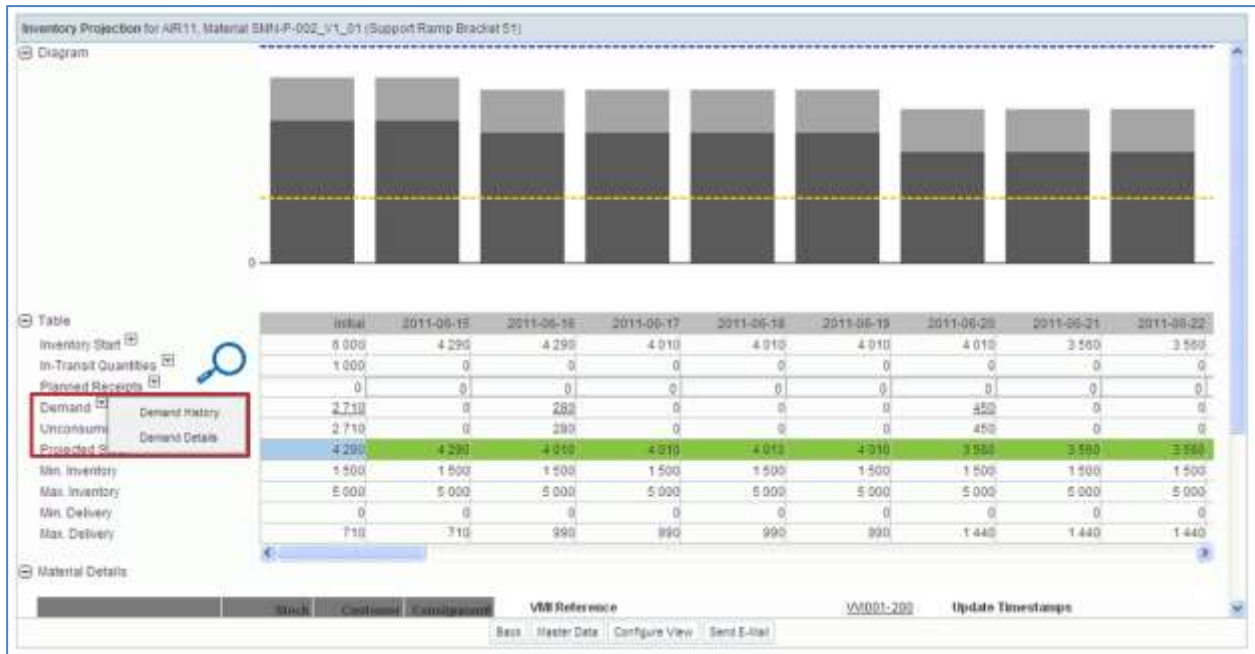 Inventory Projection for AIR11, Material SMN-P-002_V1_01 (Support Ramp Bracket S1)
Diagram
0
Table Initial 2011-06-15 2011-06-16 2011-06-17 2011-06-18 2011-06-19 2011-06-20 2011-06-21 2011-06-22
Inventory Start 6 000 4 290 4 290 4 010 4 010 4 010 4 010 3 560 3 560
In-Transit Quantities 1 000 0 0 0 0 0 0 0 0
Planned Receipts 0 0 0 0 0 0 0 0 0
Demand 2 710 0 280 0 0 0 450 0 0
Demand History
Unconsum 2 710 0 280 0 0 0 450 0 0
Demand Details
Projected S 4 290 4 290 4 010 4 010 4 010 4 010 3 560 3 560 3 560
Min. Inventory 1 500 1 500 1 500 1 500 1 500 1 500 1 500 1 500 1 500
Max. Inventory 5 000 5 000 5 000 5 000 5 000 5 000 5 000 5 000 5 000
Min. Delivery 0 0 0 0 0 0 0 0 0
Max. Delivery 710 710 990 990 990 990 1 440 1 440 1 440
Material Details
Stock Customer Consignment VMI Reference VMI001-200 Update Timestamps
Back Master Data Configure View Send E-Mail